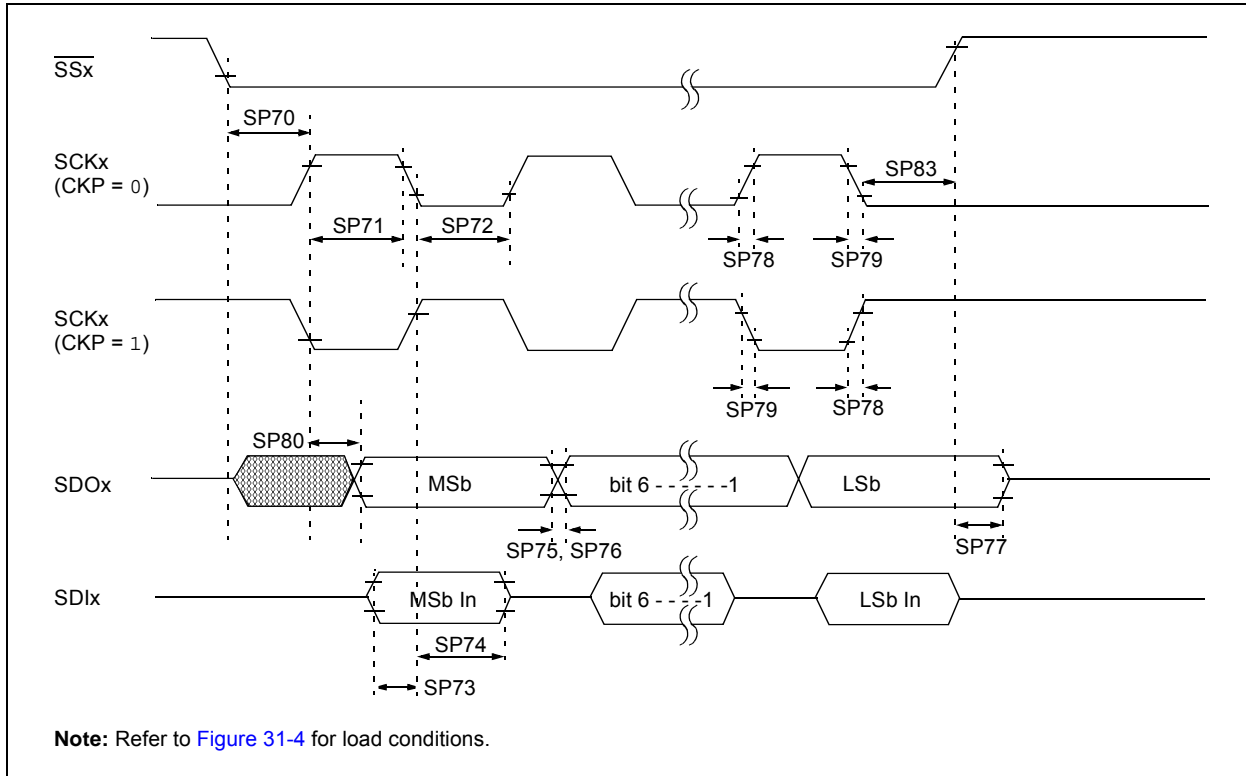 SSx
SP70
SCKx
(CKP = 0)
SP83
SP71
SP72
SP78
SP79
SCKx
(CKP = 1)
SP79
SP78
SP80
SDOx
MSb
bit 6 - - - - - -1
LSb
SP75, SP76
SP77
SDIx
MSb In
bit 6 - - - -1
LSb In
SP74
SP73
Note: Refer to Figure 31-4 for load conditions.